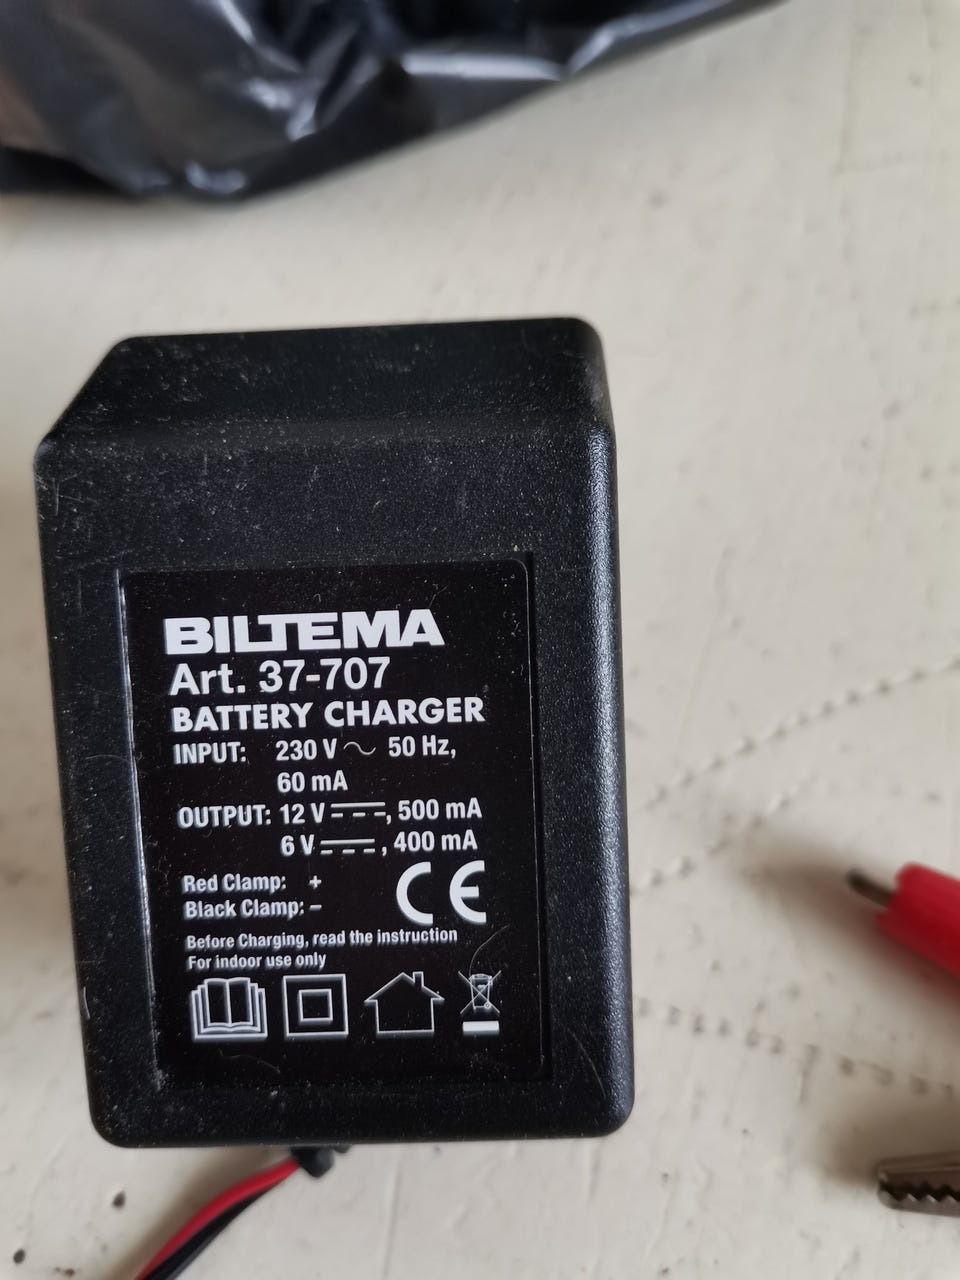 BILTEMA
Art. 37-707
BATTERY CHARGER
INPUT: 230 V ~ 50 Hz,
60 mA
OUTPUT: 12 V ⎓, 500 mA
6 V ⎓, 400 mA
Red Clamp: +
Black Clamp: –
CE
Before Charging, read the instruction
For indoor use only